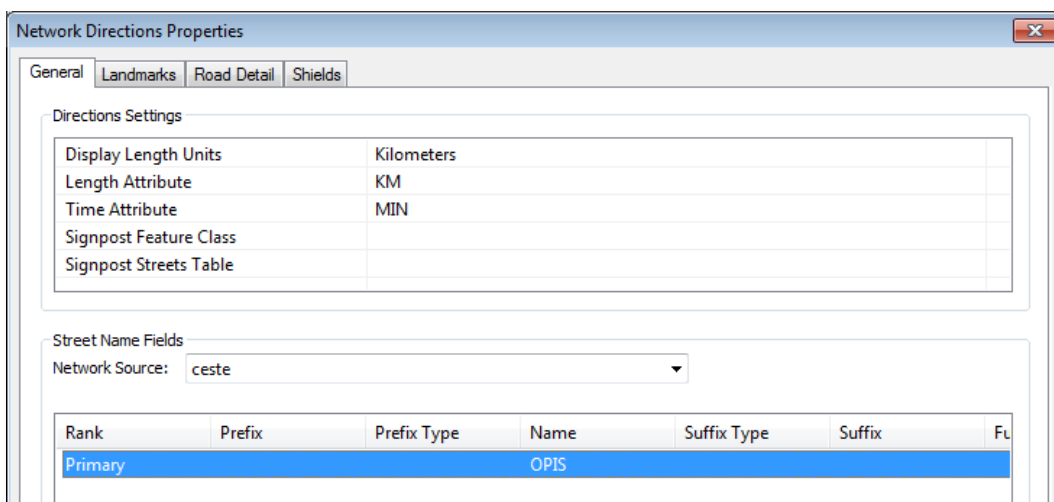 Network Directions Properties
General Landmarks Road Detail Shields
Directions Settings
Display Length Units Kilometers
Length Attribute KM
Time Attribute MIN
Signpost Feature Class
Signpost Streets Table
Street Name Fields
Network Source: ceste
Rank Prefix Prefix Type Name Suffix Type Suffix Fu
Primary OPIS